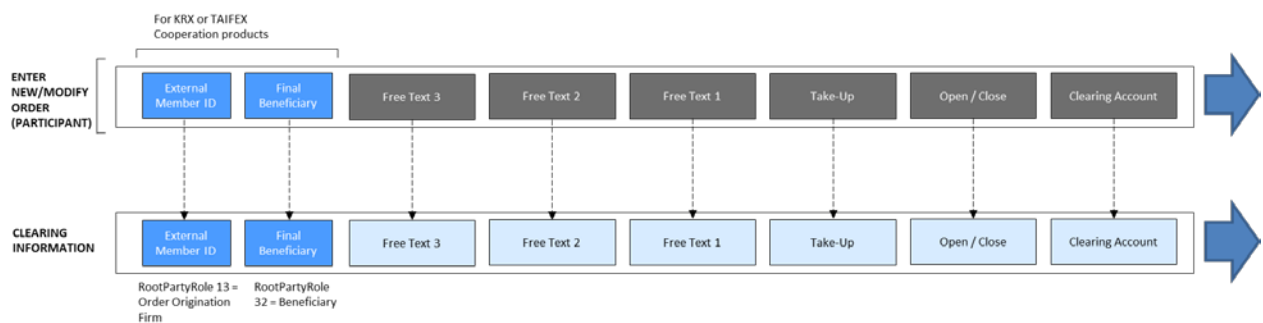 For KRX or TAIFEX
Cooperation products
ENTER
NEW/MODIFY
ORDER
(PARTICIPANT)
External
Member ID
Final
Beneficiary
Free Text 3
Free Text 2
Free Text 1
Take-Up
Open / Close
Clearing Account
CLEARING
INFORMATION
External
Member ID
Final
Beneficiary
Free Text 3
Free Text 2
Free Text 1
Take-Up
Open / Close
Clearing Account
RootPartyRole 13 =
Order Origination
Firm
RootPartyRole
32 = Beneficiary